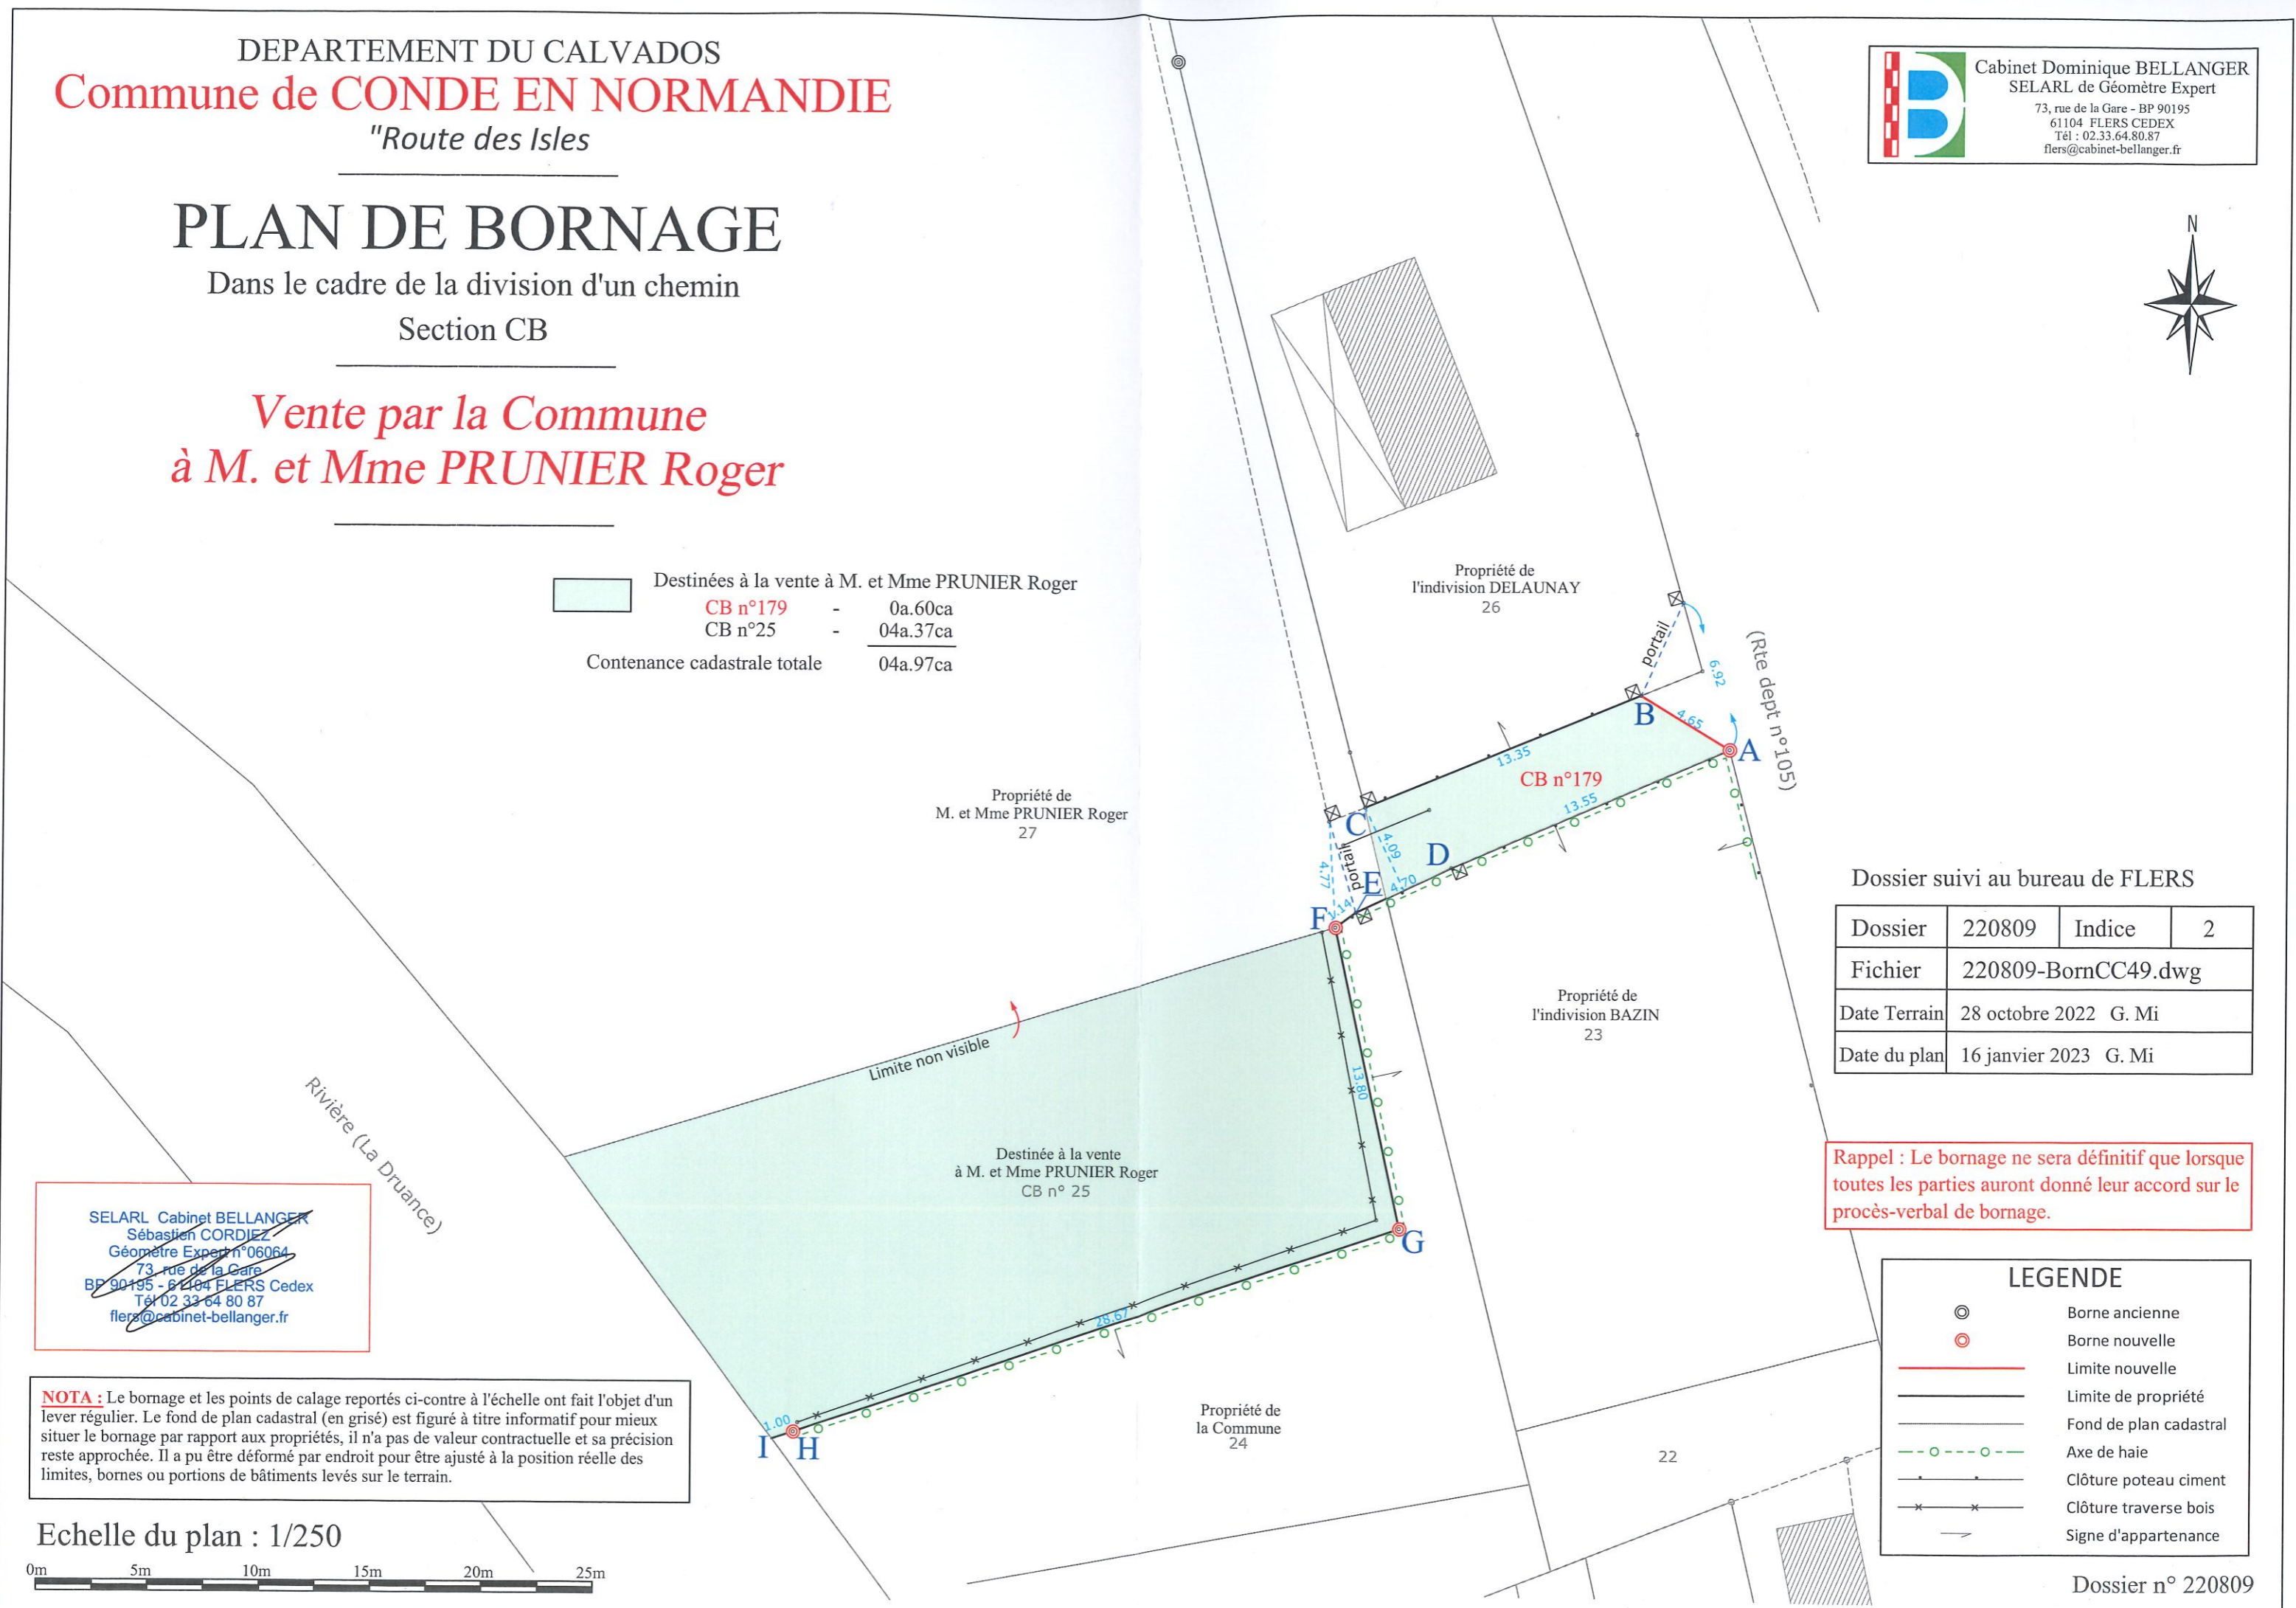 DEPARTEMENT DU CALVADOS
Commune de CONDE EN NORMANDIE
"Route des Isles
PLAN DE BORNAGE
Dans le cadre de la division d'un chemin
Section CB
Vente par la Commune
à M. et Mme PRUNIER Roger
Destinées à la vente à M. et Mme PRUNIER Roger
CB n°179 - 0a.60ca
CB n°25 - 04a.37ca
Contenance cadastrale totale 04a.97ca
Cabinet Dominique BELLANGER
SELARL de Géomètre Expert
73, rue de la Gare - BP 90195
61104 FLERS CEDEX
Tél : 02.33.64.80.87
flers@cabinet-bellanger.fr
N
Propriété de
l'indivision DELAUNAY
26
portail
6.92
(Rte dept n°105)
B
4.65
A
13.35
CB n°179
13.55
Propriété de
M. et Mme PRUNIER Roger
27
C
4.09
D
portail
4.77
E
4.70
F
1.14
Limite non visible
13.80
Propriété de
l'indivision BAZIN
23
Destinée à la vente
à M. et Mme PRUNIER Roger
CB n° 25
G
28.67
1.00
I
H
Propriété de
la Commune
24
22
Rivière (La Druance)
Dossier suivi au bureau de FLERS
Dossier 220809 Indice 2
Fichier 220809-BornCC49.dwg
Date Terrain 28 octobre 2022 G. Mi
Date du plan 16 janvier 2023 G. Mi
Rappel : Le bornage ne sera définitif que lorsque
toutes les parties auront donné leur accord sur le
procès-verbal de bornage.
LEGENDE
Borne ancienne
Borne nouvelle
Limite nouvelle
Limite de propriété
Fond de plan cadastral
Axe de haie
Clôture poteau ciment
Clôture traverse bois
Signe d'appartenance
SELARL Cabinet BELLANGER
Sébastien CORDIEZ
Géomètre Expert n°06064
73, rue de la Gare
BP 90195 - 61104 FLERS Cedex
Tél 02 33 64 80 87
flers@cabinet-bellanger.fr
NOTA : Le bornage et les points de calage reportés ci-contre à l'échelle ont fait l'objet d'un
lever régulier. Le fond de plan cadastral (en grisé) est figuré à titre informatif pour mieux
situer le bornage par rapport aux propriétés, il n'a pas de valeur contractuelle et sa précision
reste approchée. Il a pu être déformé par endroit pour être ajusté à la position réelle des
limites, bornes ou portions de bâtiments levés sur le terrain.
Echelle du plan : 1/250
0m 5m 10m 15m 20m 25m
Dossier n° 220809